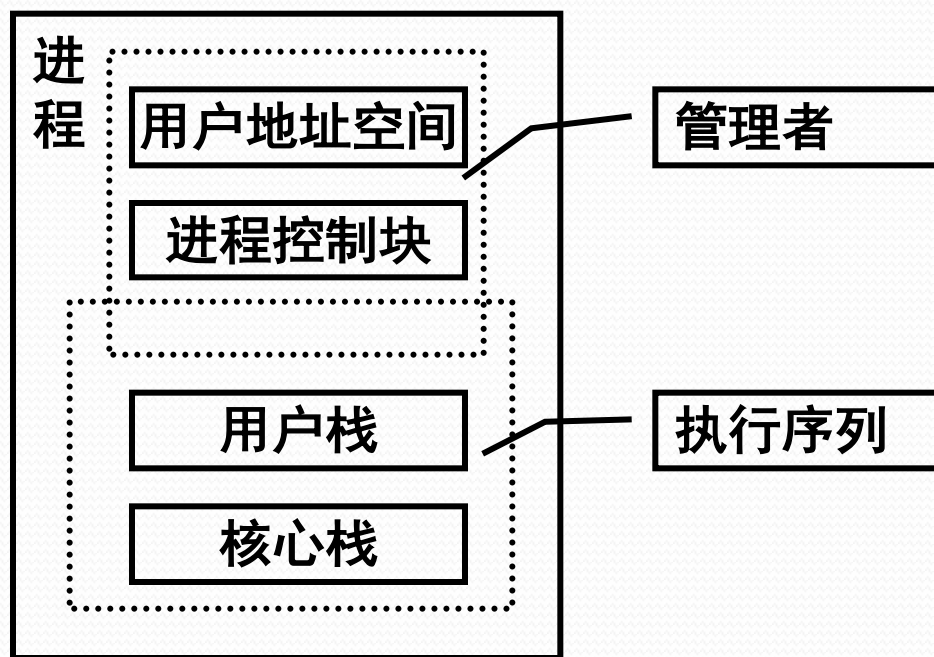 进
程
用户地址空间
管理者
进程控制块
用户栈
执行序列
核心栈